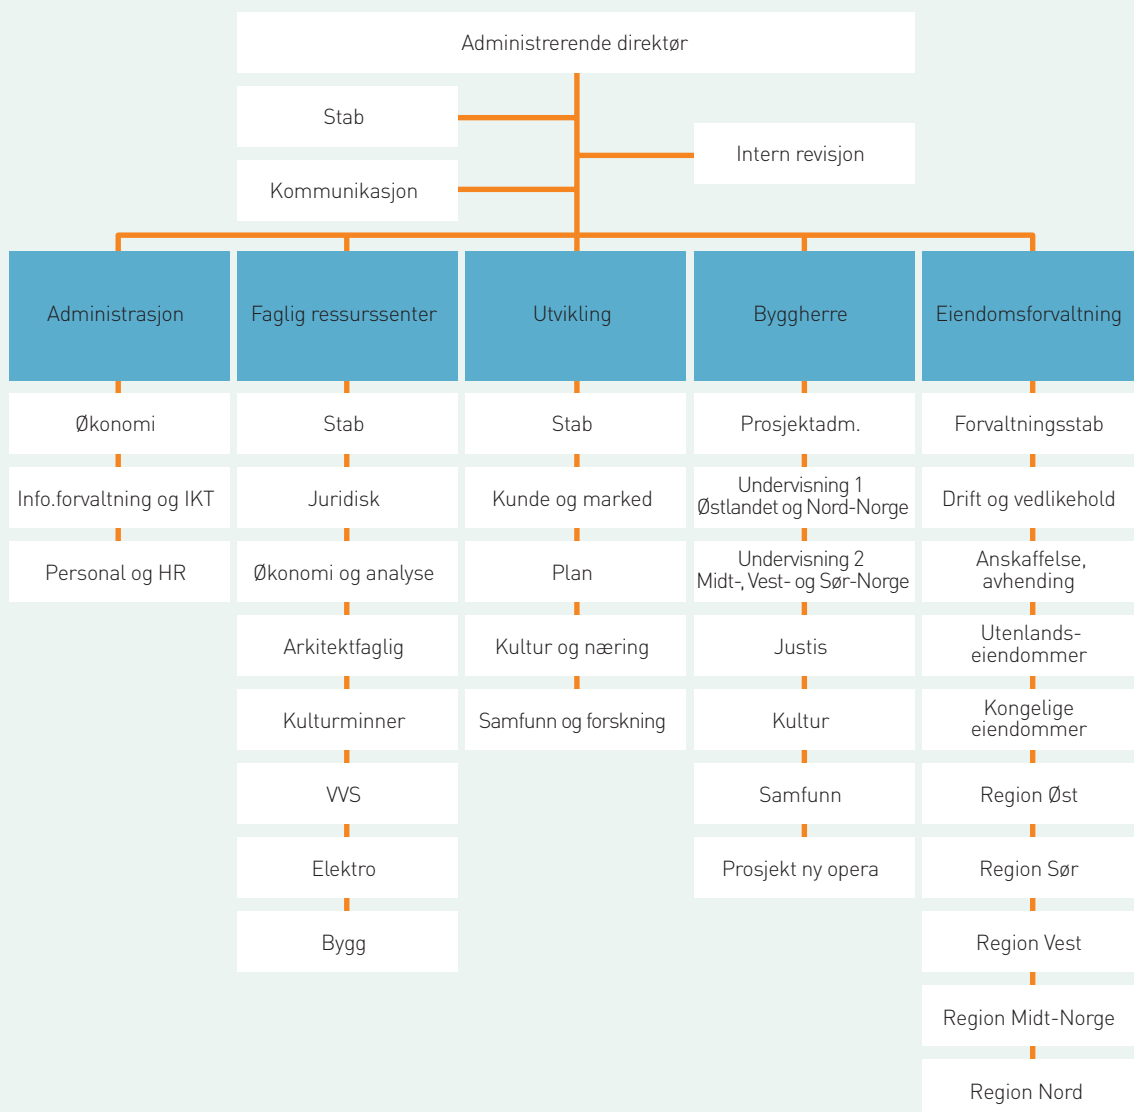 Administrerende direktør
Stab
Intern revisjon
Kommunikasjon
Administrasjon
Økonomi
Info.forvaltning og IKT
Personal og HR
Faglig ressurssenter
Stab
Juridisk
Økonomi og analyse
Arkitektfaglig
Kulturminner
VVS
Elektro
Bygg
Utvikling
Stab
Kunde og marked
Plan
Kultur og næring
Samfunn og forskning
Byggherre
Prosjektadm.
Undervisning 1
Østlandet og Nord-Norge
Undervisning 2
Midt-, Vest- og Sør-Norge
Justis
Kultur
Samfunn
Prosjekt ny opera
Eiendomsforvaltning
Forvaltningsstab
Drift og vedlikehold
Anskaffelse,
avhending
Utenlands-
eiendommer
Kongelige
eiendommer
Region Øst
Region Sør
Region Vest
Region Midt-Norge
Region Nord